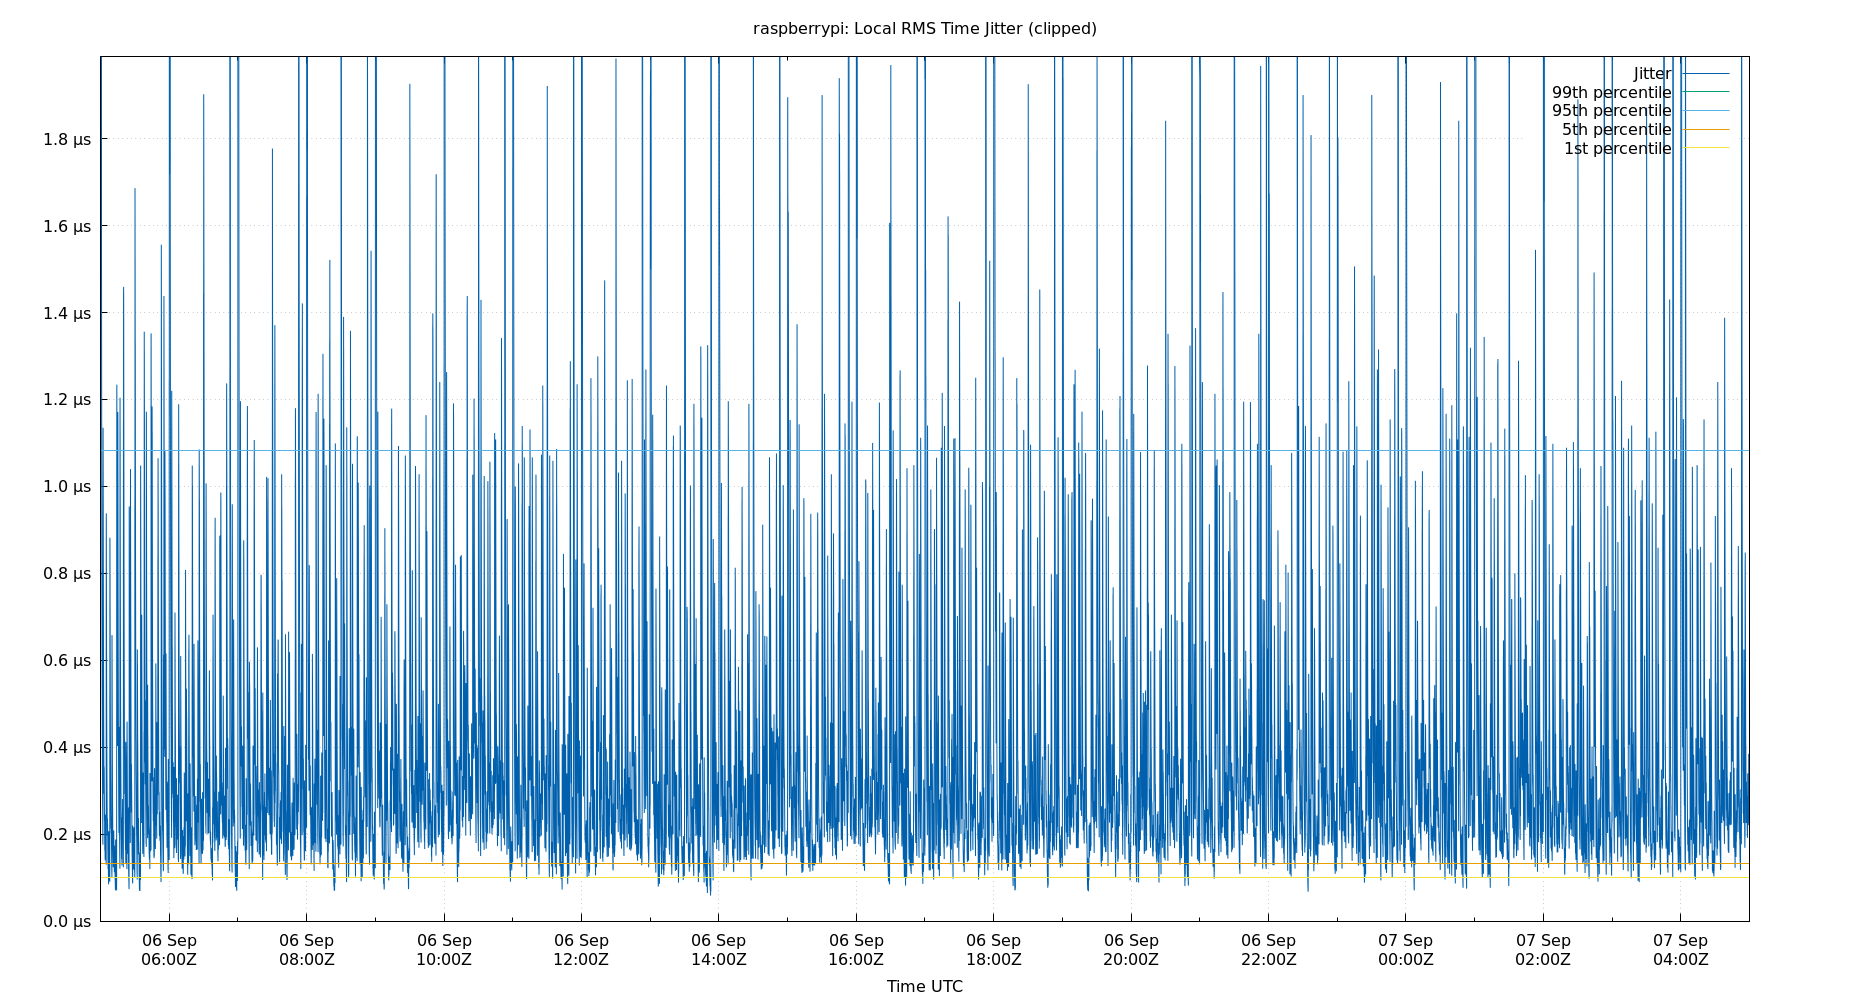 raspberrypi: Local RMS Time Jitter (clipped)
Jitter
99th percentile
95th percentile
5th percentile
1st percentile
1.8 µs
1.6 µs
1.4 µs
1.2 µs
1.0 µs
0.8 µs
0.6 µs
0.4 µs
0.2 µs
0.0 µs
06 Sep 06 Sep 06 Sep 06 Sep 06 Sep 06 Sep 06 Sep 06 Sep 06 Sep 07 Sep 07 Sep 07 Sep
06:00Z 08:00Z 10:00Z 12:00Z 14:00Z 16:00Z 18:00Z 20:00Z 22:00Z 00:00Z 02:00Z 04:00Z
Time UTC